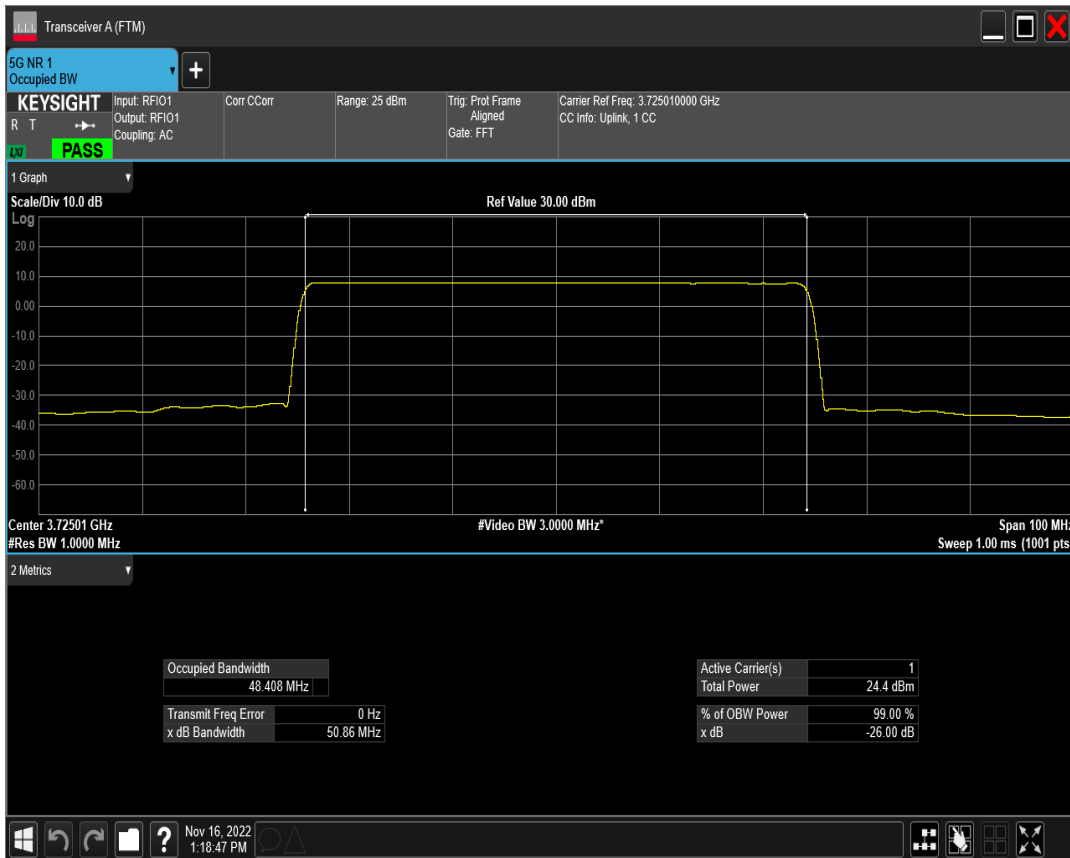 Transceiver A (FTM)
5G NR 1
Occupied BW
+
KEYSIGHT
R T
LXI
PASS
Input: RFIO1
Output: RFIO1
Coupling: AC
Corr CCorr
Range: 25 dBm
Trig: Prot Frame
Aligned
Gate: FFT
Carrier Ref Freq: 3.725010000 GHz
CC Info: Uplink, 1 CC
1 Graph
Scale/Div 10.0 dB
Ref Value 30.00 dBm
Log
20.0
10.0
0.00
-10.0
-20.0
-30.0
-40.0
-50.0
-60.0
Center 3.72501 GHz
#Video BW 3.0000 MHz*
Span 100 MHz
#Res BW 1.0000 MHz
Sweep 1.00 ms (1001 pts
2 Metrics
Occupied Bandwidth
48.408 MHz
Transmit Freq Error 0 Hz
x dB Bandwidth 50.86 MHz
Active Carrier(s) 1
Total Power 24.4 dBm
% of OBW Power 99.00 %
x dB -26.00 dB
?
Nov 16, 2022
1:18:47 PM